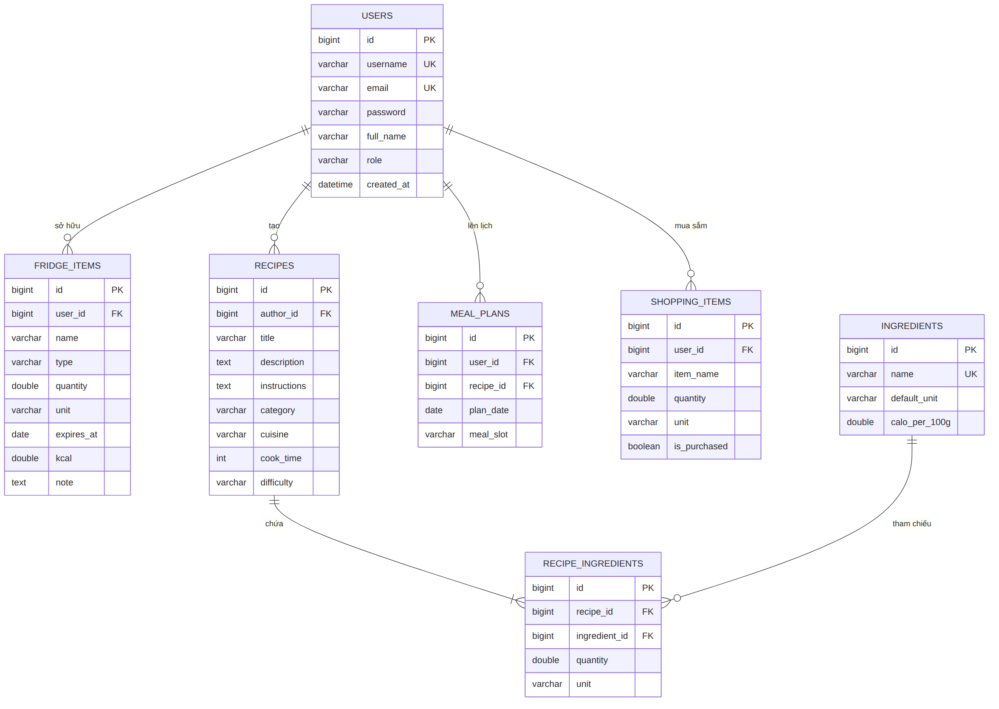 USERS
bigint id PK
varchar username UK
varchar email UK
varchar password
varchar full_name
varchar role
datetime created_at
sở hữu
tạo
lên lịch
mua sắm
FRIDGE_ITEMS
bigint id PK
bigint user_id FK
varchar name
varchar type
double quantity
varchar unit
date expires_at
double kcal
text note
RECIPES
bigint id PK
bigint author_id FK
varchar title
text description
text instructions
varchar category
varchar cuisine
int cook_time
varchar difficulty
MEAL_PLANS
bigint id PK
bigint user_id FK
bigint recipe_id FK
date plan_date
varchar meal_slot
SHOPPING_ITEMS
bigint id PK
bigint user_id FK
varchar item_name
double quantity
varchar unit
boolean is_purchased
INGREDIENTS
bigint id PK
varchar name UK
varchar default_unit
double calo_per_100g
chứa
tham chiếu
RECIPE_INGREDIENTS
bigint id PK
bigint recipe_id FK
bigint ingredient_id FK
double quantity
varchar unit